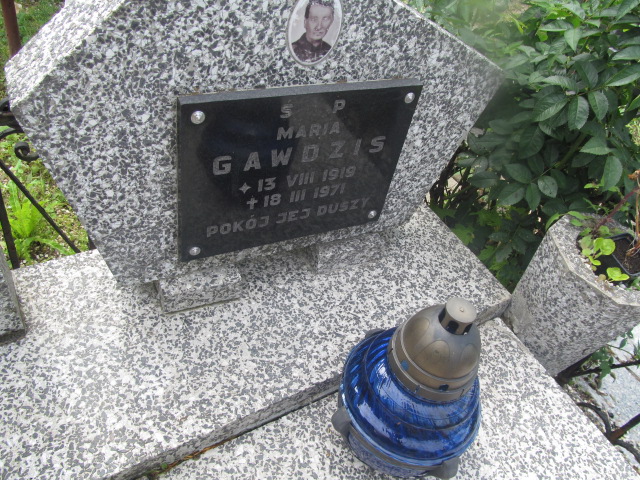 Ś P
MARIA
GAWDZIS
13 VIII 1919
18 III 1971
POKÓJ JEJ DUSZY